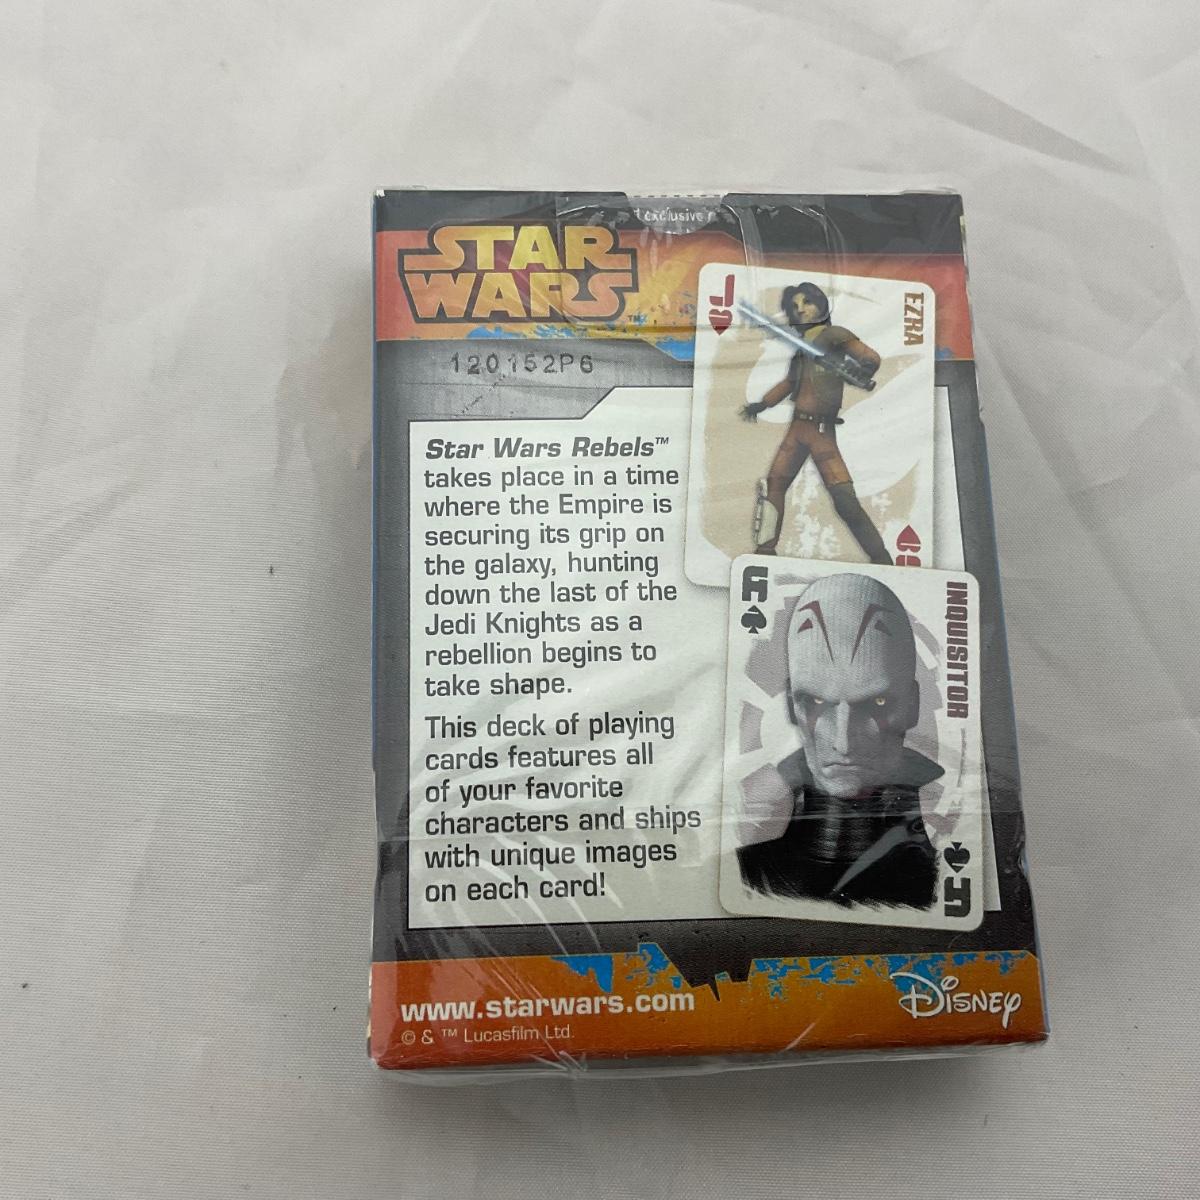 exclusive
STAR
WARS™
120152P6
EZRA
INQUISITOR
Star Wars Rebels™
takes place in a time
where the Empire is
securing its grip on
the galaxy, hunting
down the last of the
Jedi Knights as a
rebellion begins to
take shape.
This deck of playing
cards features all
of your favorite
characters and ships
with unique images
on each card!
www.starwars.com
© & ™ Lucasfilm Ltd.
Disney